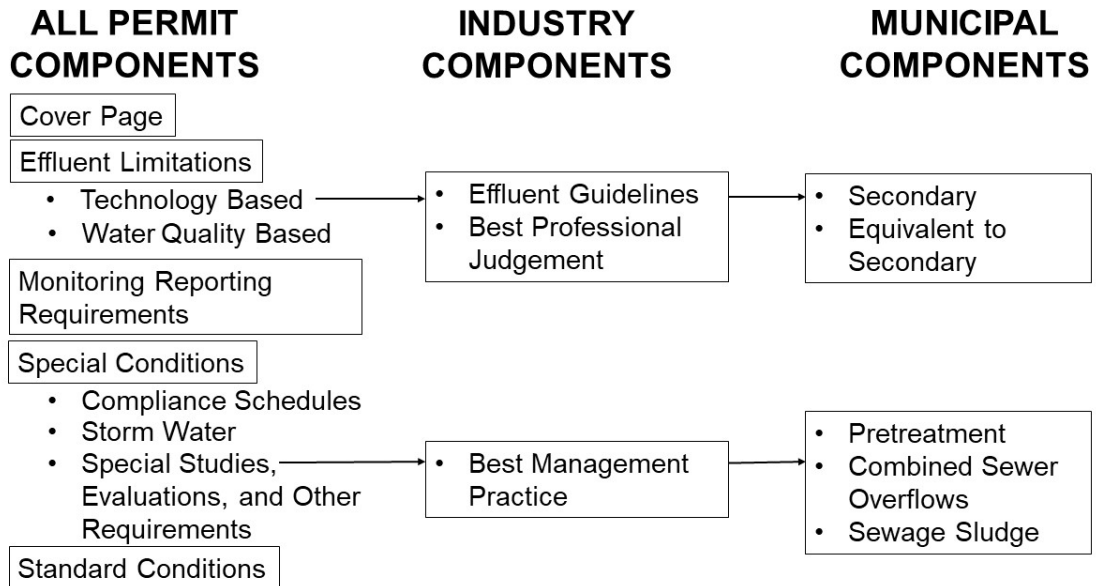 ALL PERMIT
COMPONENTS
INDUSTRY
COMPONENTS
MUNICIPAL
COMPONENTS
Cover Page
Effluent Limitations
• Technology Based
• Water Quality Based
• Effluent Guidelines
• Best Professional
Judgement
• Secondary
• Equivalent to
Secondary
Monitoring Reporting
Requirements
Special Conditions
• Compliance Schedules
• Storm Water
• Special Studies,
Evaluations, and Other
Requirements
• Best Management
Practice
• Pretreatment
• Combined Sewer
Overflows
• Sewage Sludge
Standard Conditions